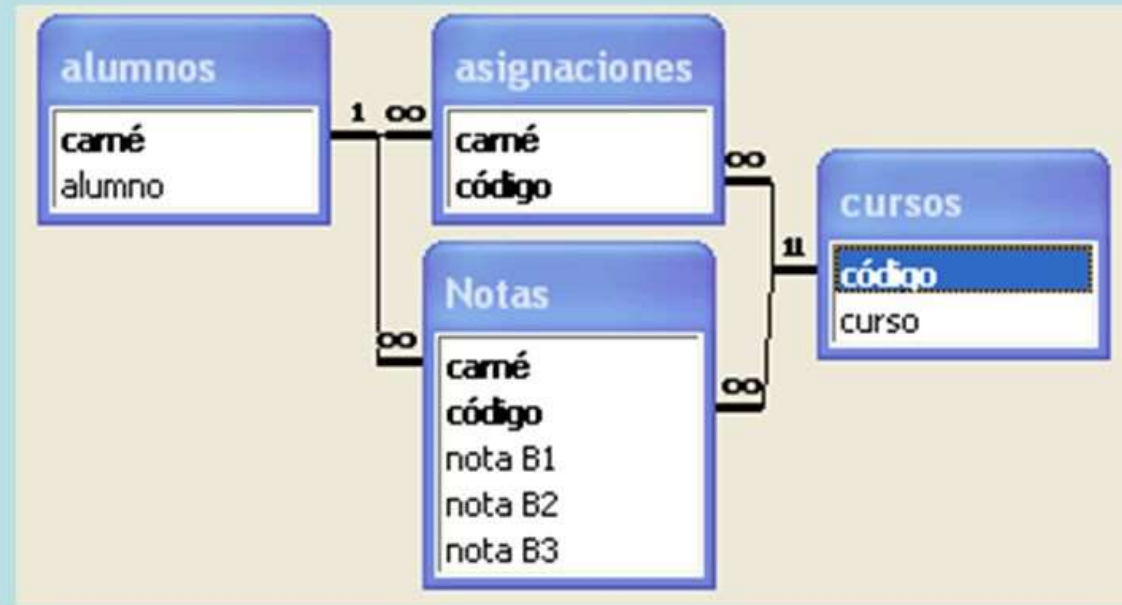 alumnos
carné
alumno
1 ∞
asignaciones
carné
código
∞
cursos
código
curso
11
Notas
carné
código
nota B1
nota B2
nota B3
∞
∞